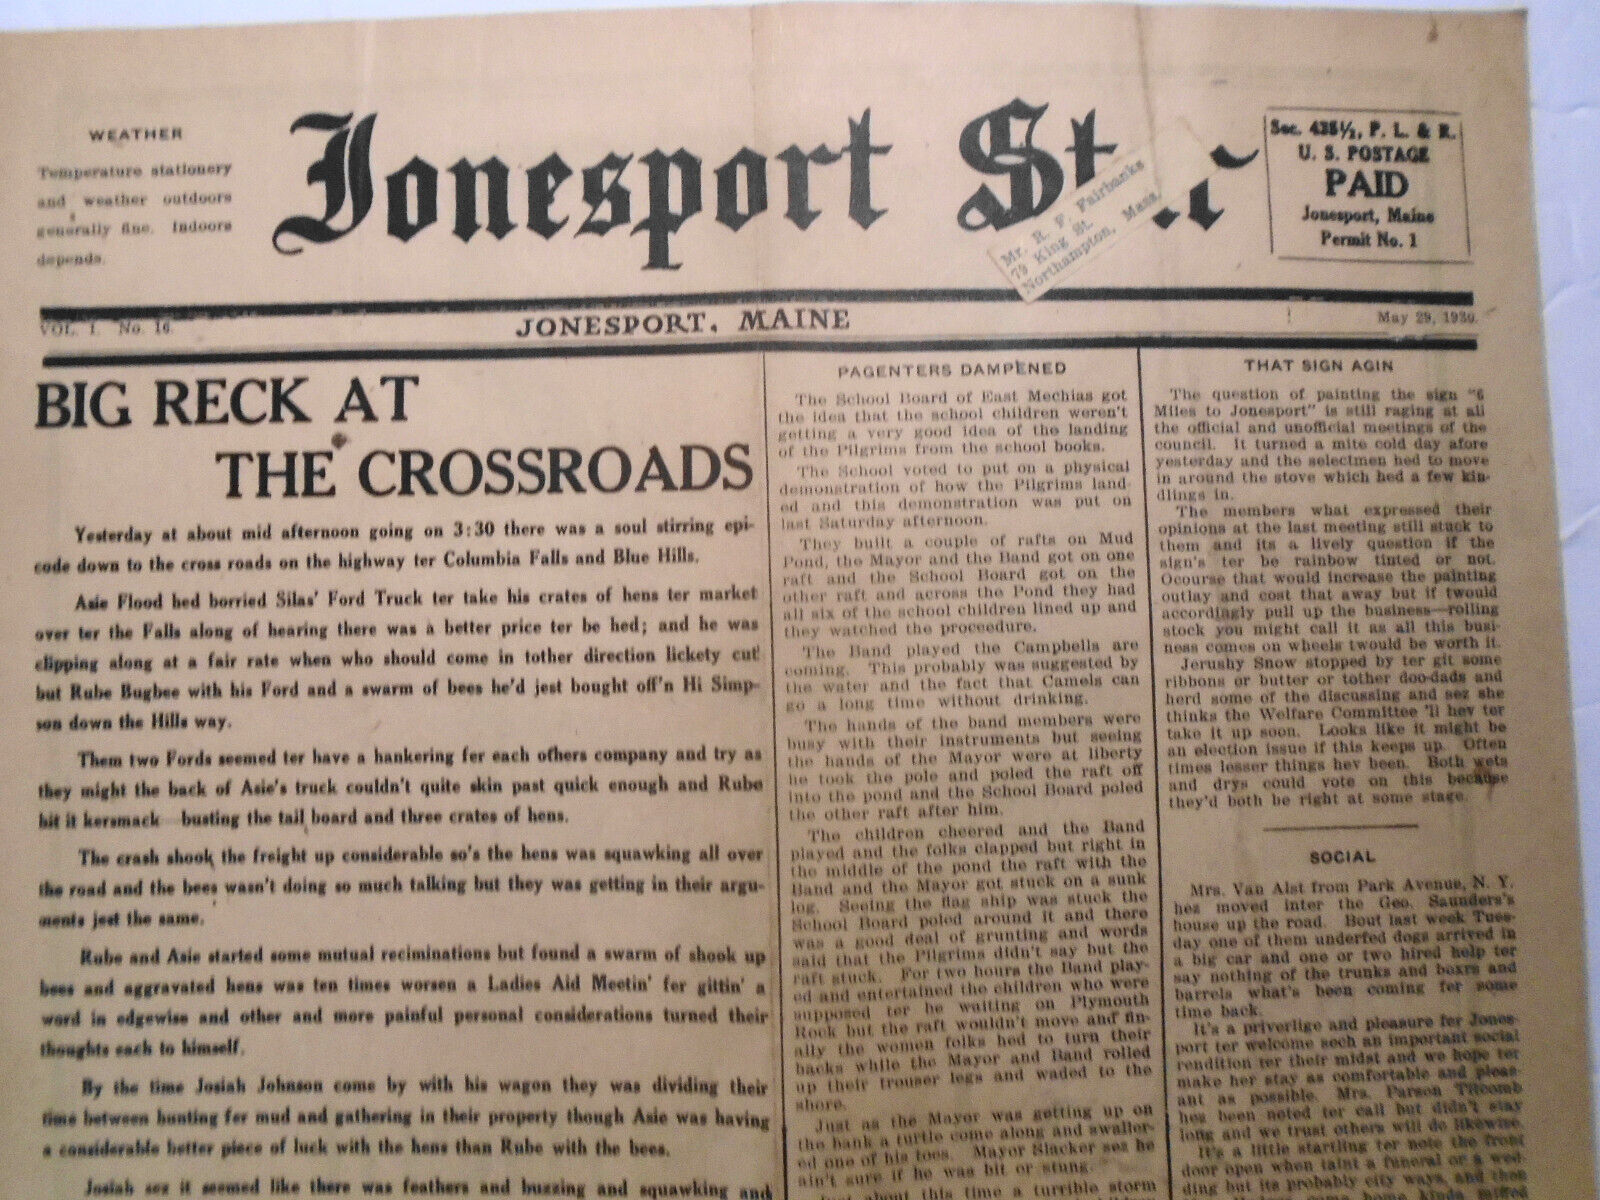 WEATHER
Temperature stationery
and weather outdoors
generally fine. Indoors
depends.
Jonesport St r
Mr. R. F. Fairbanks
79 King St.
Northampton, Mass.
Sec. 435½, P. L. & R.
U. S. POSTAGE
PAID
Jonesport, Maine
Permit No. 1
VOL. 1. No. 16.
JONESPORT, MAINE
May 29, 1930.
BIG RECK AT
THE CROSSROADS
Yesterday at about mid afternoon going on 3:30 there was a soul stirring epi-
code down to the cross roads on the highway ter Columbia Falls and Blue Hills.
Asie Flood hed borried Silas' Ford Truck ter take his crates of hens ter market
over ter the Falls along of hearing there was a better price ter be hed; and he was
clipping along at a fair rate when who should come in tother direction lickety cut
but Rube Bugbee with his Ford and a swarm of bees he'd jest bought off'n Hi Simp-
son down the Hills way.
Them two Fords seemed ter have a hankering fer each others company and try as
they might the back of Asie's truck couldn't quite skin past quick enough and Rube
hit it kersmack busting the tail board and three crates of hens.
The crash shook the freight up considerable so's the hens was squawking all over
the road and the bees wasn't doing so much talking but they was getting in their argu-
ments jest the same.
Rube and Asie started some mutual reciminations but found a swarm of shook up
bees and aggravated hens was ten times worsen a Ladies Aid Meetin' fer gittin' a
word in edgewise and other and more painful personal considerations turned their
thoughts each to himself.
By the time Josiah Johnson come by with his wagon they was dividing their
time between hunting fer mud and gathering in their property though Asie was having
a considerable better piece of luck with the hens than Rube with the bees.
Josiah sez it seemed like there was feathers and buzzing and squawking and
PAGENTERS DAMPENED
The School Board of East Mechias got
the idea that the school children weren't
getting a very good idea of the landing
of the Pilgrims from the school books.
The School voted to put on a physical
demonstration of how the Pilgrims land-
ed and this demonstration was put on
last Saturday afternoon.
They built a couple of rafts on Mud
Pond, the Mayor and the Band got on one
raft and the School Board got on the
other raft and across the Pond they had
all six of the school children lined up and
they watched the proceedure.
The Band played the Campbells are
coming. This probably was suggested by
the water and the fact that Camels can
go a long time without drinking.
The hands of the band members were
busy with their instruments but seeing
the hands of the Mayor were at liberty
he took the pole and poled the raft off
into the pond and the School Board poled
the other raft after him.
The children cheered and the Band
played and the folks clapped but right in
the middle of the pond the raft with the
Band and the Mayor got stuck on a sunk
log. Seeing the flag ship was stuck the
School Board poled around it and there
was a good deal of grunting and words
said that the Pilgrims didn't say but the
raft stuck. For two hours the Band play-
ed and entertained the children who were
supposed ter be waiting on Plymouth
Rock but the raft wouldn't move and fin-
ally the women folks hed to turn their
backs while the Mayor and Band rolled
up their trouser legs and waded to the
shore.
Just as the Mayor was getting up on
the bank a turtle come along and swaller-
ed one of his toes. Mayor Slacker sez he
ain't sure if he was bit or stung.
Just about this time a turrible storm
THAT SIGN AGIN
The question of painting the sign "6
Miles to Jonesport" is still raging at all
the official and unofficial meetings of the
council. It turned a mite cold day afore
yesterday and the selectmen hed to move
in around the stove which hed a few kin-
dlings in.
The members what expressed their
opinions at the last meeting still stuck to
them and its a lively question if the
sign's ter be rainbow tinted or not.
Ocourse that would increase the painting
outlay and cost that away but if twould
accordingly pull up the business—rolling
stock you might call it as all this busi-
ness comes on wheels twould be worth it.
Jerushy Snow stopped by ter git some
ribbons or butter or tother doo-dads and
herd some of the discussing and sez she
thinks the Welfare Committee 'll hev ter
take it up soon. Looks like it might be
an election issue if this keeps up. Often
times lesser things hev been. Both wets
and drys could vote on this because
they'd both be right at some stage.
SOCIAL
Mrs. Van Alst from Park Avenue, N. Y.
hez moved inter the Geo. Saunders's
house up the road. Bout last week Tues-
day one of them underfed dogs arrived in
a big car and one or two hired help ter
say nothing of the trunks and boxes and
barrels what's been coming fer some
time back.
It's a priverlige and pleasure fer Jones-
port ter welcome sech an important social
rendition ter their midst and we hope ter
make her stay as comfortable and pleas-
ant as possible. Mrs. Parson Titcomb
hez been noted ter call but didn't stay
long and we trust others will do likewise.
It's a little startling ter note the front
door open when taint a funeral or a wed-
ding but its probably city ways, and then